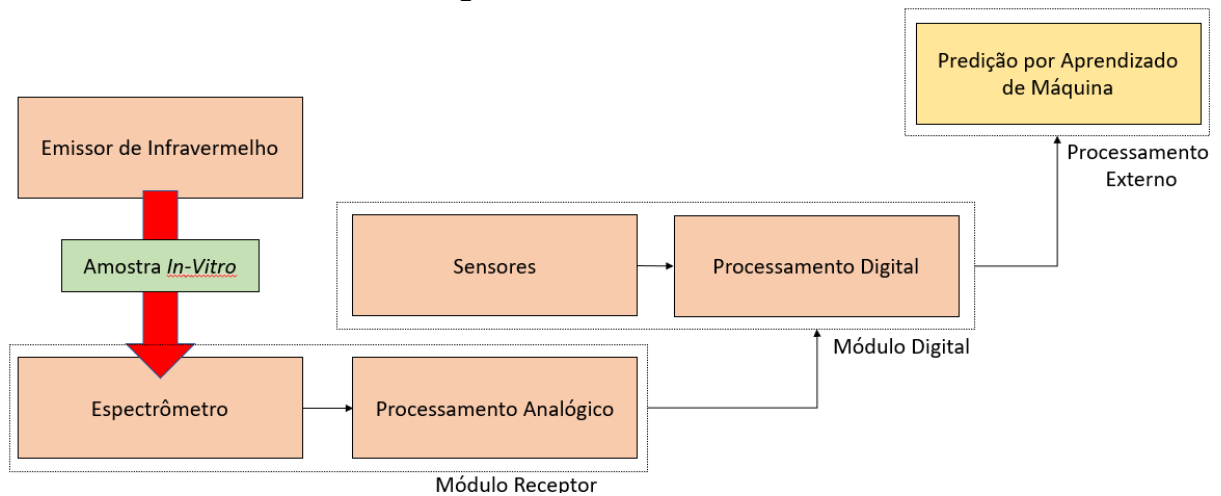 Predição por Aprendizado
de Máquina
Processamento
Externo
Emissor de Infravermelho
Amostra In-Vitro
Sensores
Processamento Digital
Módulo Digital
Espectrômetro
Processamento Analógico
Módulo Receptor